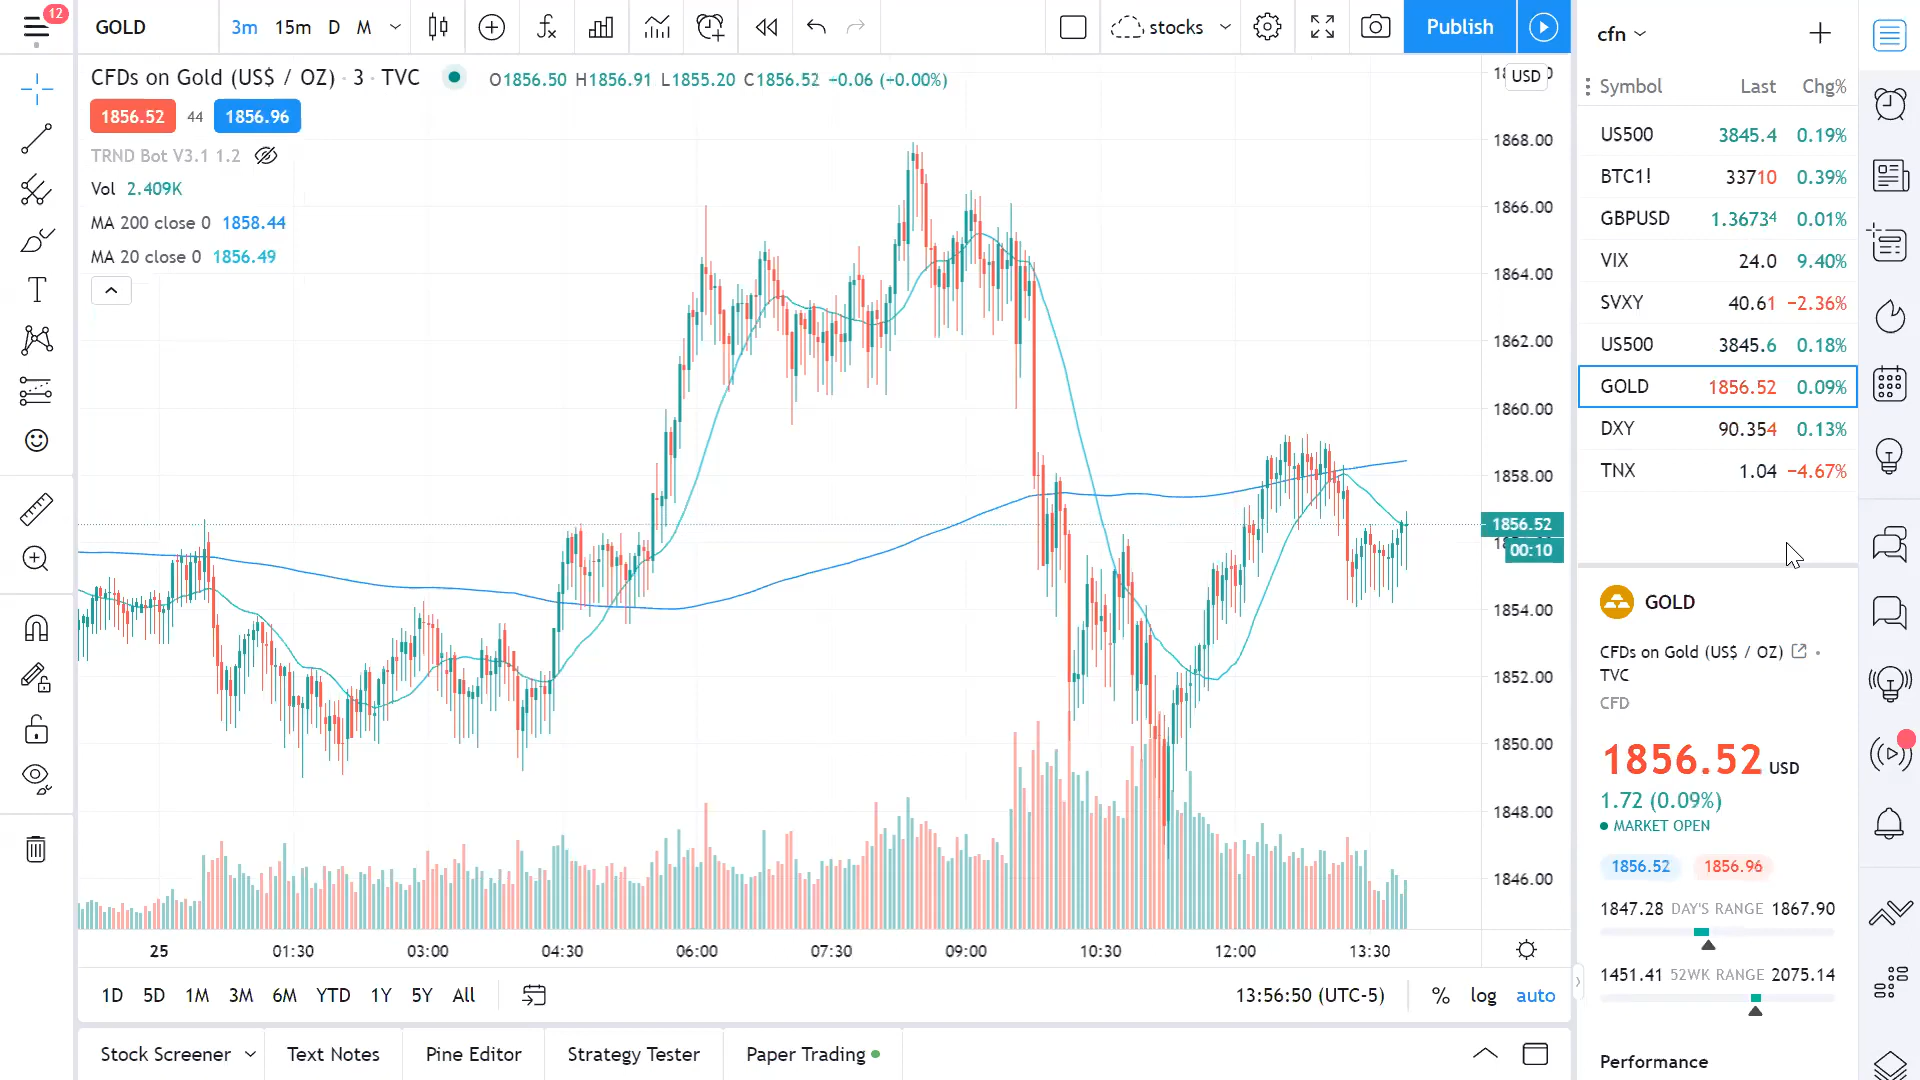 12
GOLD
3m 15m D M
stocks
Publish
cfn
CFDs on Gold (US$ / OZ) · 3 · TVC
O1856.50 H1856.91 L1855.20 C1856.52 +0.06 (+0.00%)
1856.52 44 1856.96
TRND Bot V3.1 1.2
Vol 2.409K
MA 200 close 0 1858.44
MA 20 close 0 1856.49
USD
1868.00
1866.00
1864.00
1862.00
1860.00
1858.00
1856.52
00:10
1854.00
1852.00
1850.00
1848.00
1846.00
25 01:30 03:00 04:30 06:00 07:30 09:00 10:30 12:00 13:30
1D 5D 1M 3M 6M YTD 1Y 5Y All
13:56:50 (UTC-5) % log auto
Stock Screener Text Notes Pine Editor Strategy Tester Paper Trading
Symbol Last Chg%
US500 3845.4 0.19%
BTC1! 33710 0.39%
GBPUSD 1.3673⁴ 0.01%
VIX 24.0 9.40%
SVXY 40.61 −2.36%
US500 3845.6 0.18%
GOLD 1856.52 0.09%
DXY 90.354 0.13%
TNX 1.04 −4.67%
GOLD
CFDs on Gold (US$ / OZ) •
TVC
CFD
1856.52 USD
1.72 (0.09%)
MARKET OPEN
1856.52 1856.96
1847.28 DAY'S RANGE 1867.90
1451.41 52WK RANGE 2075.14
Performance